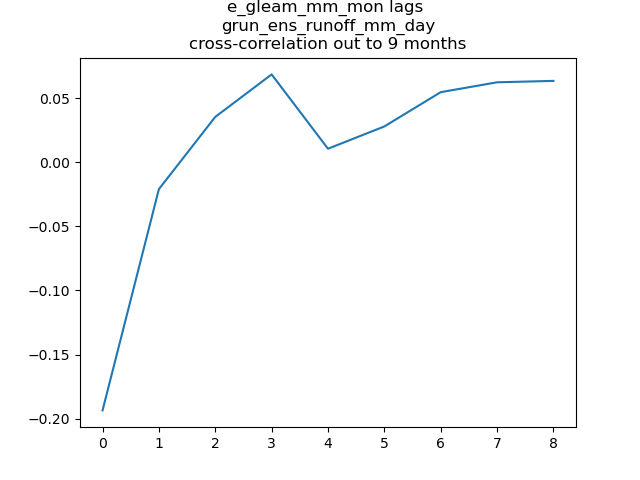 e_gleam_mm_mon lags
grun_ens_runoff_mm_day
cross-correlation out to 9 months
0.05
0.00
−0.05
−0.10
−0.15
−0.20
0 1 2 3 4 5 6 7 8